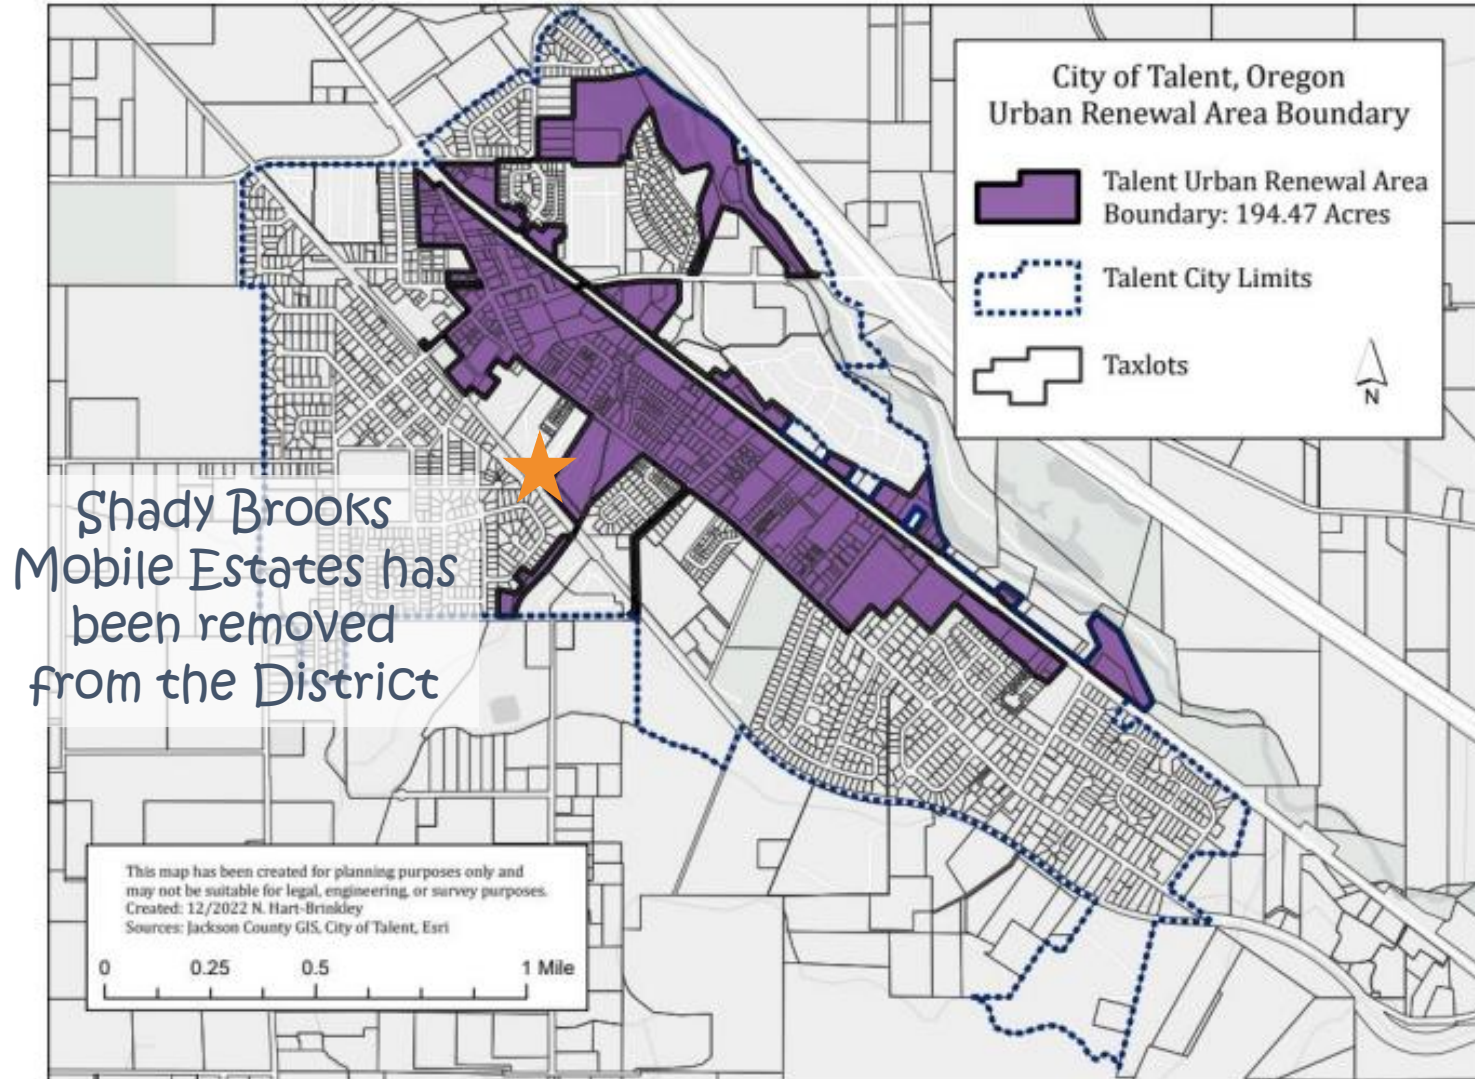 City of Talent, Oregon
Urban Renewal Area Boundary
Talent Urban Renewal Area
Boundary: 194.47 Acres
Talent City Limits
Taxlots
N
Shady Brooks
Mobile Estates has
been removed
from the District
This map has been created for planning purposes only and
may not be suitable for legal, engineering, or survey purposes.
Created: 12/2022 N. Hart-Brinkley
Sources: Jackson County GIS, City of Talent, Esri
0 0.25 0.5 1 Mile